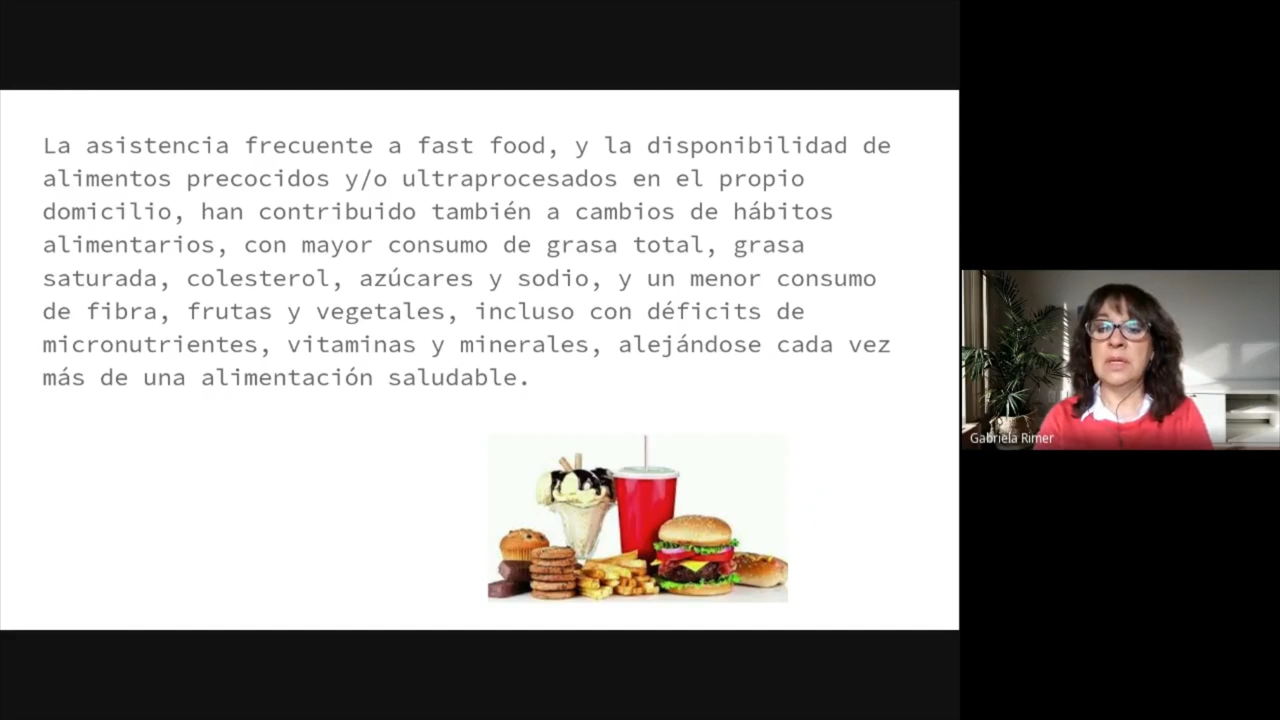 La asistencia frecuente a fast food, y la disponibilidad de
alimentos precocidos y/o ultraprocesados en el propio
domicilio, han contribuido también a cambios de hábitos
alimentarios, con mayor consumo de grasa total, grasa
saturada, colesterol, azúcares y sodio, y un menor consumo
de fibra, frutas y vegetales, incluso con déficits de
micronutrientes, vitaminas y minerales, alejándose cada vez
más de una alimentación saludable.
Gabriela Rimer